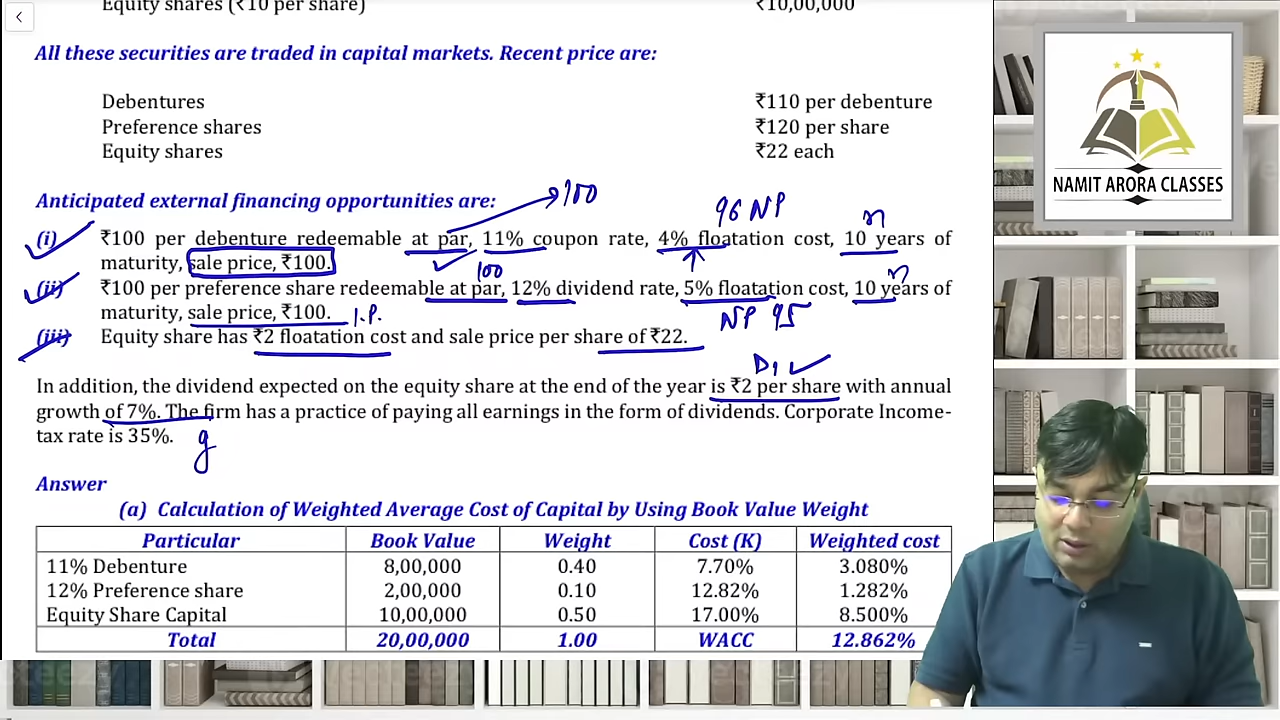 Equity shares (₹10 per share) ₹10,00,000
All these securities are traded in capital markets. Recent price are:
Debentures ₹110 per debenture
Preference shares ₹120 per share
Equity shares ₹22 each
NAMIT ARORA CLASSES
Anticipated external financing opportunities are:
100
96 NP
n
(i) ₹100 per debenture redeemable at par, 11% coupon rate, 4% floatation cost, 10 years of
maturity, sale price, ₹100.
100
n
(ii) ₹100 per preference share redeemable at par, 12% dividend rate, 5% floatation cost, 10 years of
maturity, sale price, ₹100.
I.P.
NP 95
(iii) Equity share has ₹2 floatation cost and sale price per share of ₹22.
D1
In addition, the dividend expected on the equity share at the end of the year is ₹2 per share with annual
growth of 7%. The firm has a practice of paying all earnings in the form of dividends. Corporate Income-
tax rate is 35%.
g
Answer
(a) Calculation of Weighted Average Cost of Capital by Using Book Value Weight
Particular Book Value Weight Cost (K) Weighted cost
11% Debenture 8,00,000 0.40 7.70% 3.080%
12% Preference share 2,00,000 0.10 12.82% 1.282%
Equity Share Capital 10,00,000 0.50 17.00% 8.500%
Total 20,00,000 1.00 WACC 12.862%